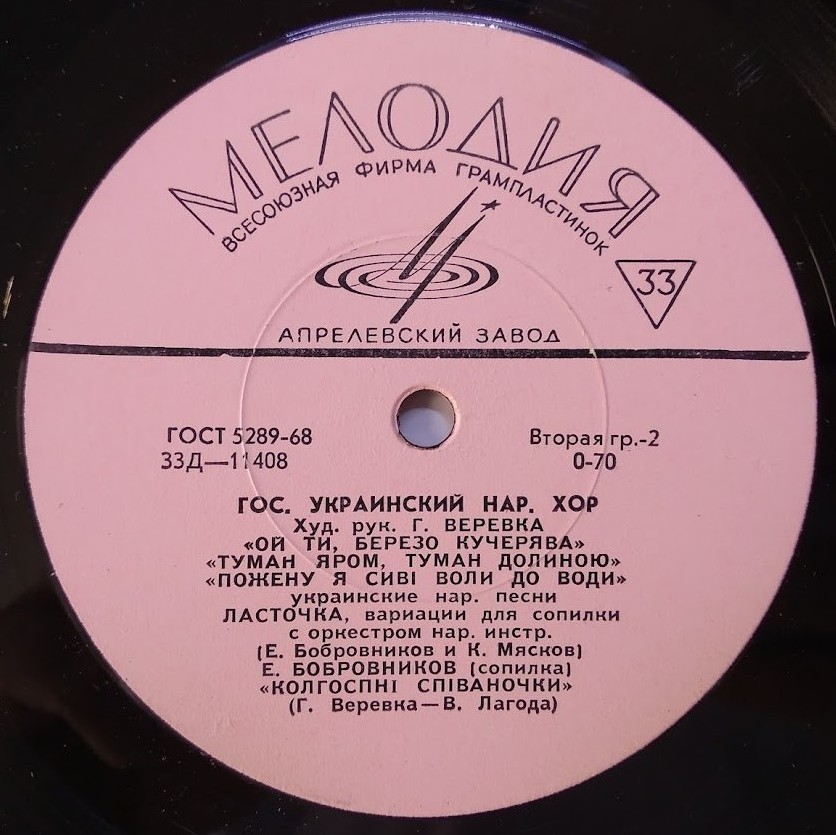 МЕЛОДИЯ
ВСЕСОЮЗНАЯ ФИРМА ГРАМПЛАСТИНОК
33
АПРЕЛЕВСКИЙ ЗАВОД
ГОСТ 5289-68
Вторая гр.-2
33Д—11408
0-70
ГОС. УКРАИНСКИЙ НАР. ХОР
Худ. рук. Г. ВЕРЕВКА
«ОЙ ТИ, БЕРЕЗО КУЧЕРЯВА»
«ТУМАН ЯРОМ, ТУМАН ДОЛИНОЮ»
«ПОЖЕНУ Я СИВІ ВОЛИ ДО ВОДИ»
украинские нар. песни
ЛАСТОЧКА, вариации для сопилки
с оркестром нар. инстр.
(Е. Бобровников и К. Мясков)
Е. БОБРОВНИКОВ (сопилка)
«КОЛГОСПНІ СПІВАНОЧКИ»
(Г. Веревка—В. Лагода)